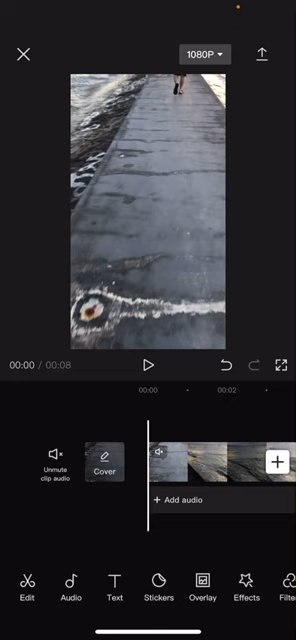 1080P
00:00 / 00:08
00:00
00:02
Unmute
clip audio
Cover
+ Add audio
Edit
Audio
Text
Stickers
Overlay
Effects
Filte